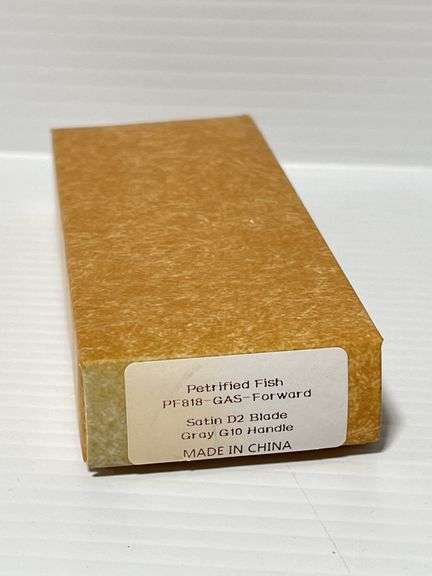 Petrified Fish
PF818-GAS-Forward
Satin D2 Blade
Gray G10 Handle
MADE IN CHINA